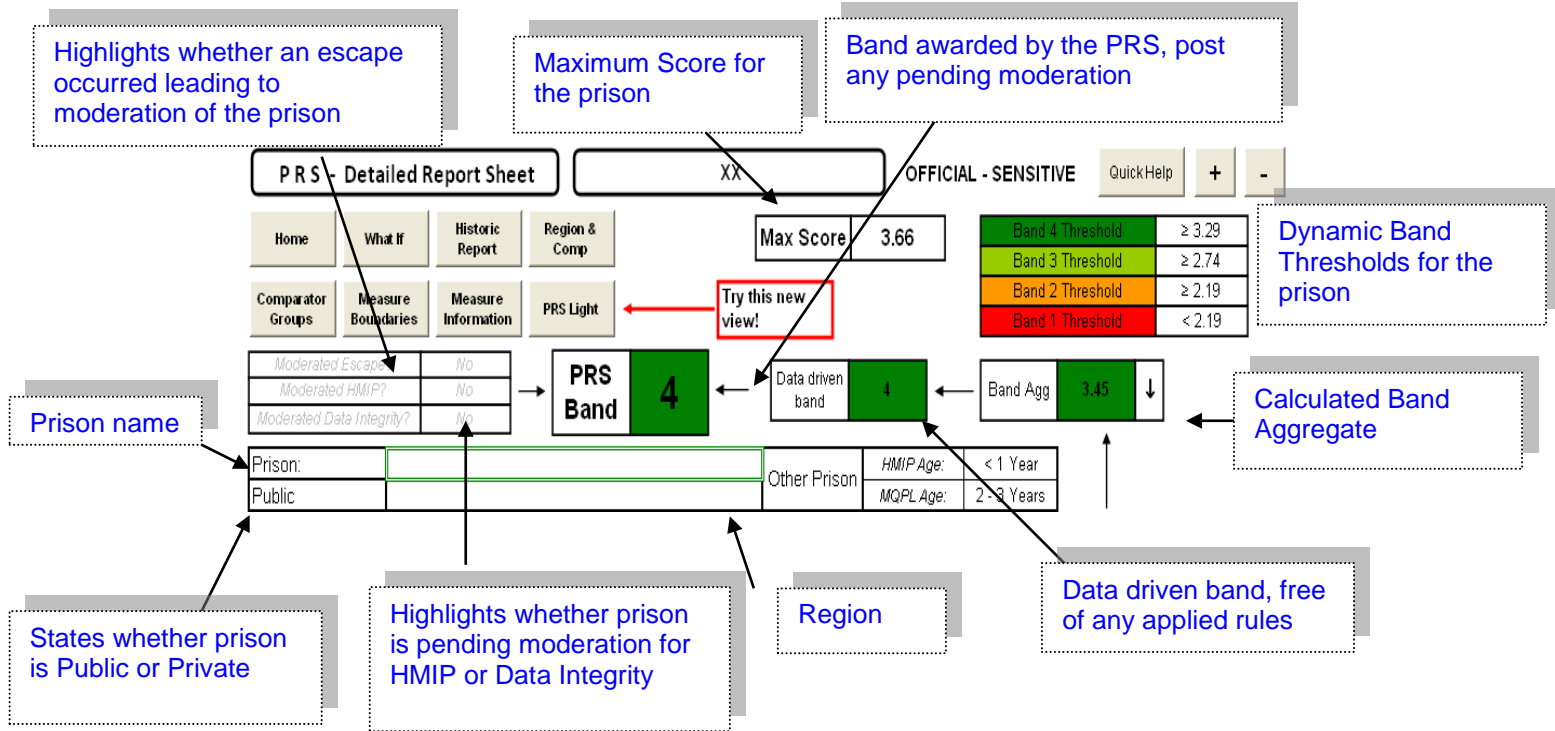 Highlights whether an escape
occurred leading to
moderation of the prison
Maximum Score for
the prison
Band awarded by the PRS, post
any pending moderation
P R S - Detailed Report Sheet
XX
OFFICIAL - SENSITIVE
Quick Help
+
-
Home
What If
Historic
Report
Region &
Comp
Max Score 3.66
Band 4 Threshold ≥ 3.29
Band 3 Threshold ≥ 2.74
Band 2 Threshold ≥ 2.19
Band 1 Threshold < 2.19
Dynamic Band
Thresholds for the
prison
Comparator
Groups
Measure
Boundaries
Measure
Information
PRS Light
Try this new
view!
Moderated Escape No
Moderated HMIP? No
Moderated Data Integrity? No
PRS
Band
4
Data driven
band
4
Band Agg 3.45 ↓
Calculated Band
Aggregate
Prison name
Prison:
Public
Other Prison
HMIP Age: < 1 Year
MQPL Age: 2 - 3 Years
States whether prison
is Public or Private
Highlights whether prison
is pending moderation for
HMIP or Data Integrity
Region
Data driven band, free
of any applied rules